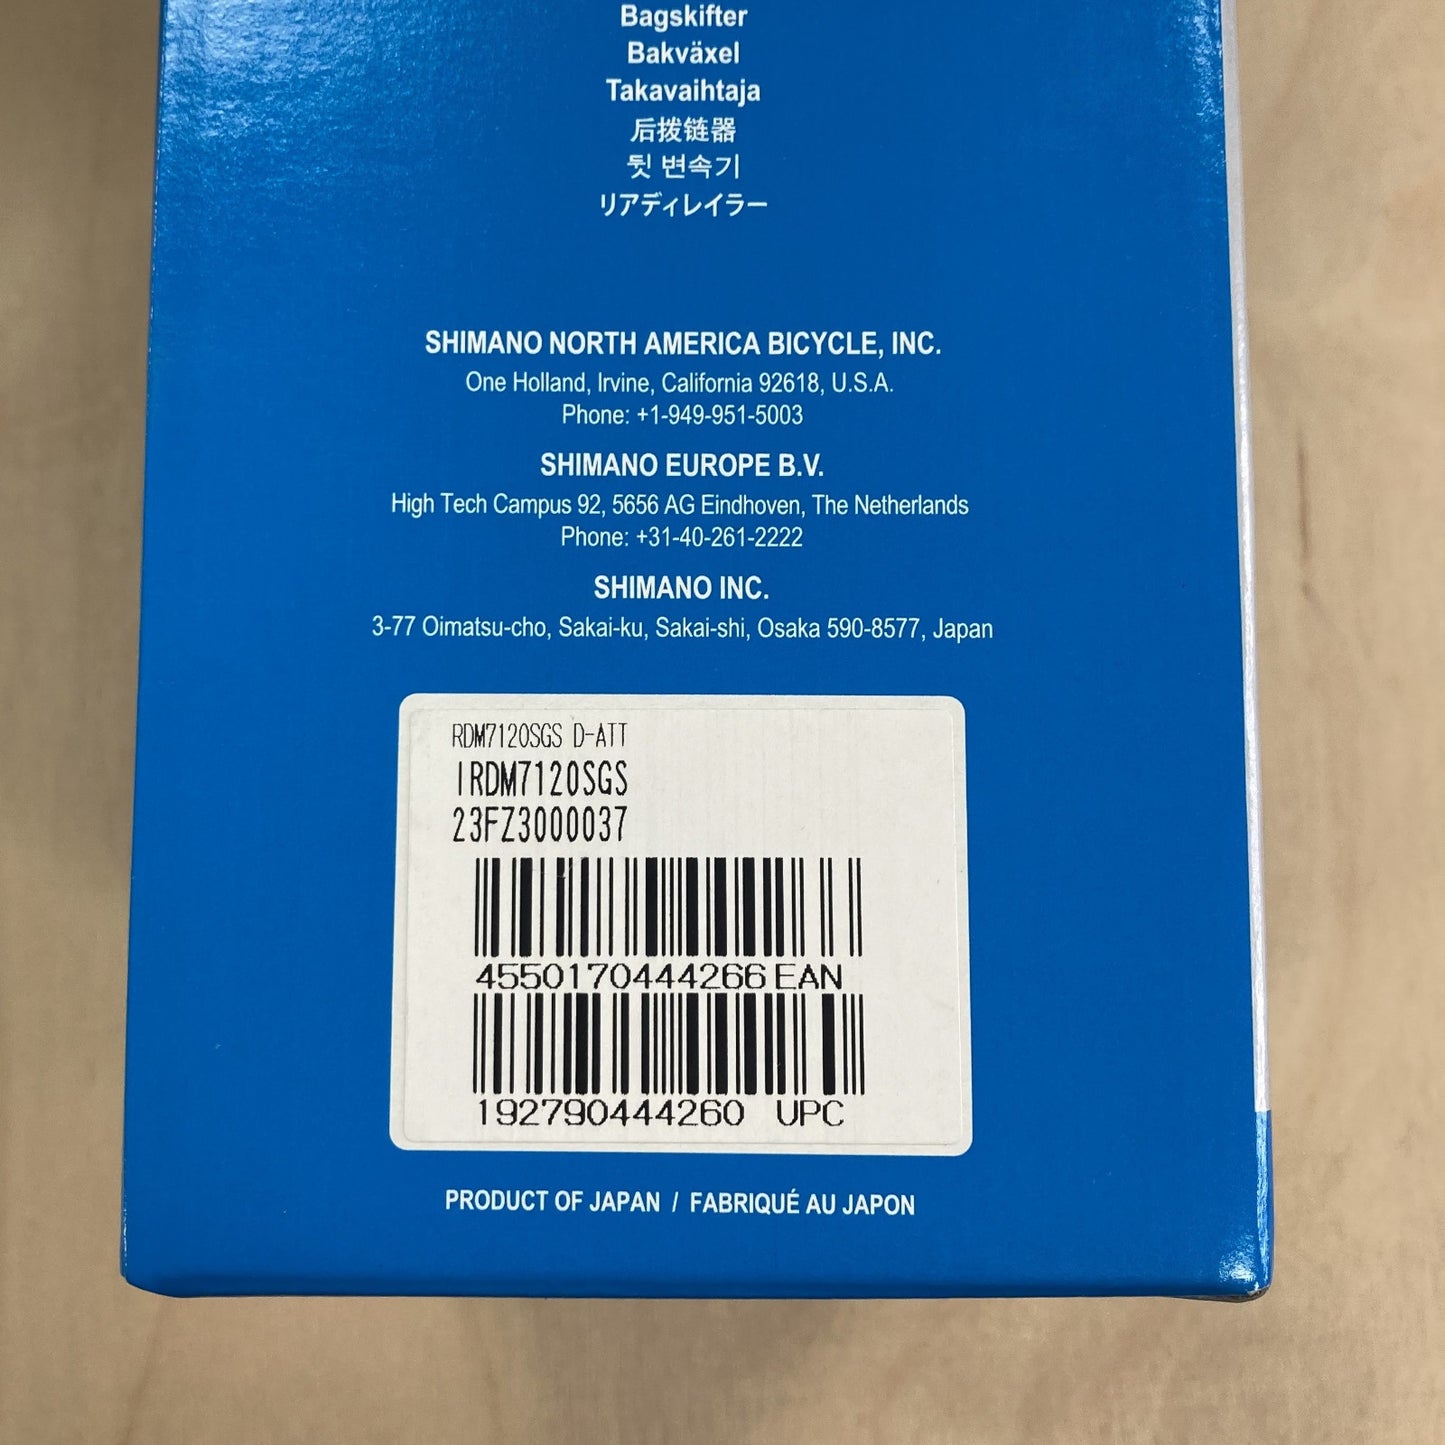 Bagskifter
Bakväxel
Takavaihtaja
后拨链器
뒷 변속기
リアディレイラー
SHIMANO NORTH AMERICA BICYCLE, INC.
One Holland, Irvine, California 92618, U.S.A.
Phone: +1-949-951-5003
SHIMANO EUROPE B.V.
High Tech Campus 92, 5656 AG Eindhoven, The Netherlands
Phone: +31-40-261-2222
SHIMANO INC.
3-77 Oimatsu-cho, Sakai-ku, Sakai-shi, Osaka 590-8577, Japan
RDM7120SGS D-ATT
IRDM7120SGS
23FZ3000037
4550170444266 EAN
192790444260 UPC
PRODUCT OF JAPAN / FABRIQUÉ AU JAPON